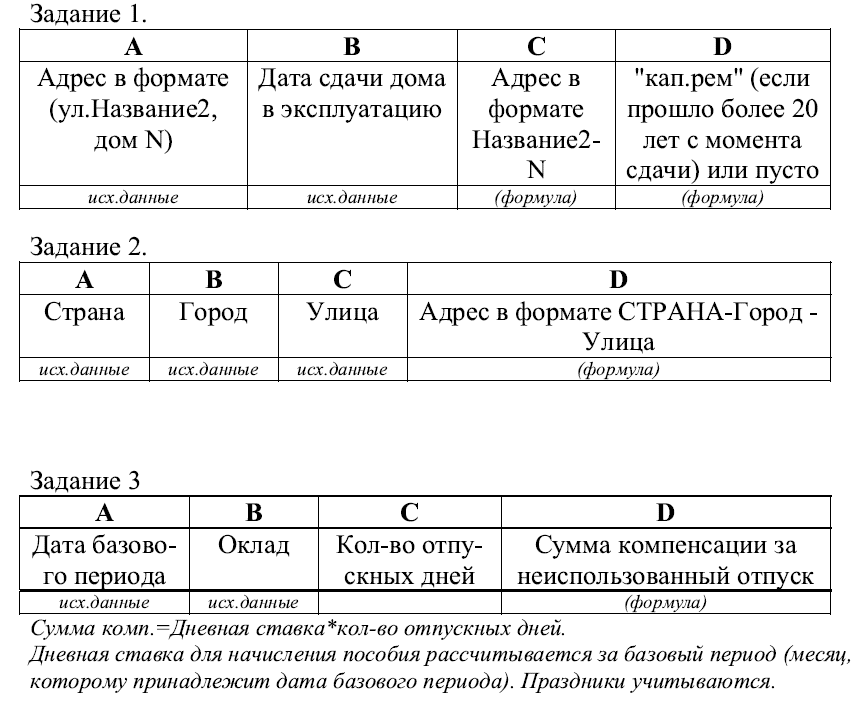 Задание 1.
A B C D
Адрес в формате (ул.Название2, дом N) Дата сдачи дома в эксплуатацию Адрес в формате Название2-N "кап.рем" (если прошло более 20 лет с момента сдачи) или пусто
исх.данные исх.данные (формула) (формула)
Задание 2.
A B C D
Страна Город Улица Адрес в формате СТРАНА-Город - Улица
исх.данные исх.данные исх.данные (формула)
Задание 3
A B C D
Дата базово-го периода Оклад Кол-во отпу-скных дней Сумма компенсации за неиспользованный отпуск
исх.данные исх.данные (формула)
Сумма комп.=Дневная ставка*кол-во отпускных дней.
Дневная ставка для начисления пособия рассчитывается за базовый период (месяц,
которому принадлежит дата базового периода). Праздники учитываются.